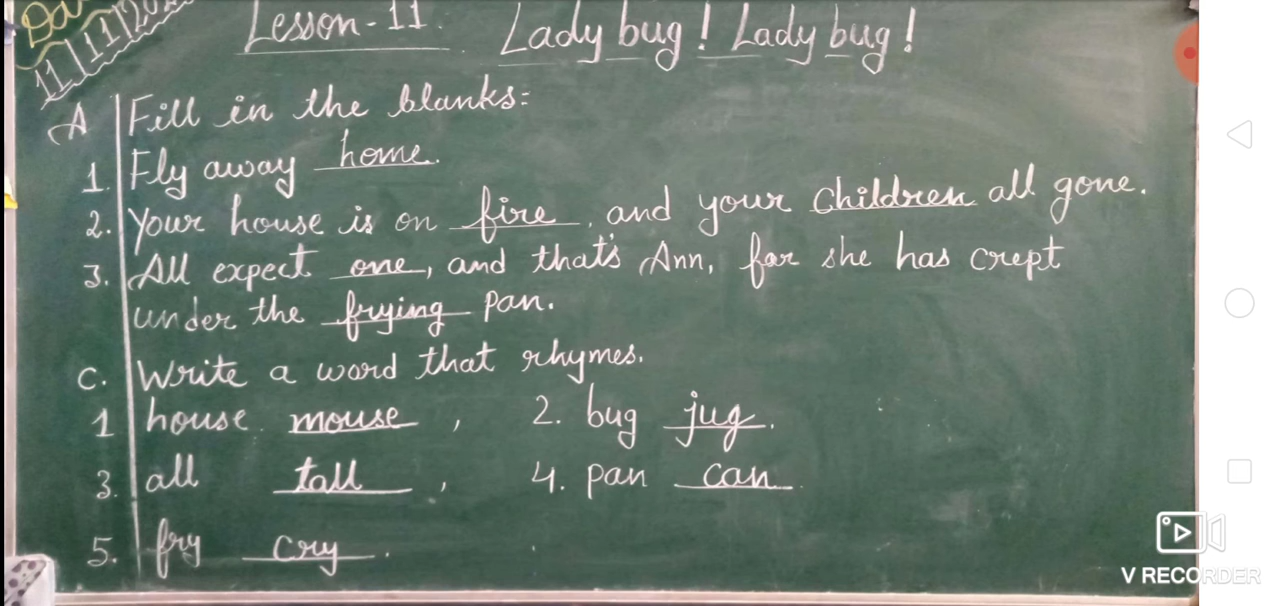 Lesson-11. Lady bug! Lady bug!
11/11/202
A Fill in the blanks:
1. Fly away home.
2. Your house is on fire, and your children all gone.
3. All expect one, and that's Ann, for she has crept
under the frying pan.
C. Write a word that rhymes.
1 house mouse, 2. bug jug.
3. all tall, 4. pan can.
5. fry cry.
V RECORDER